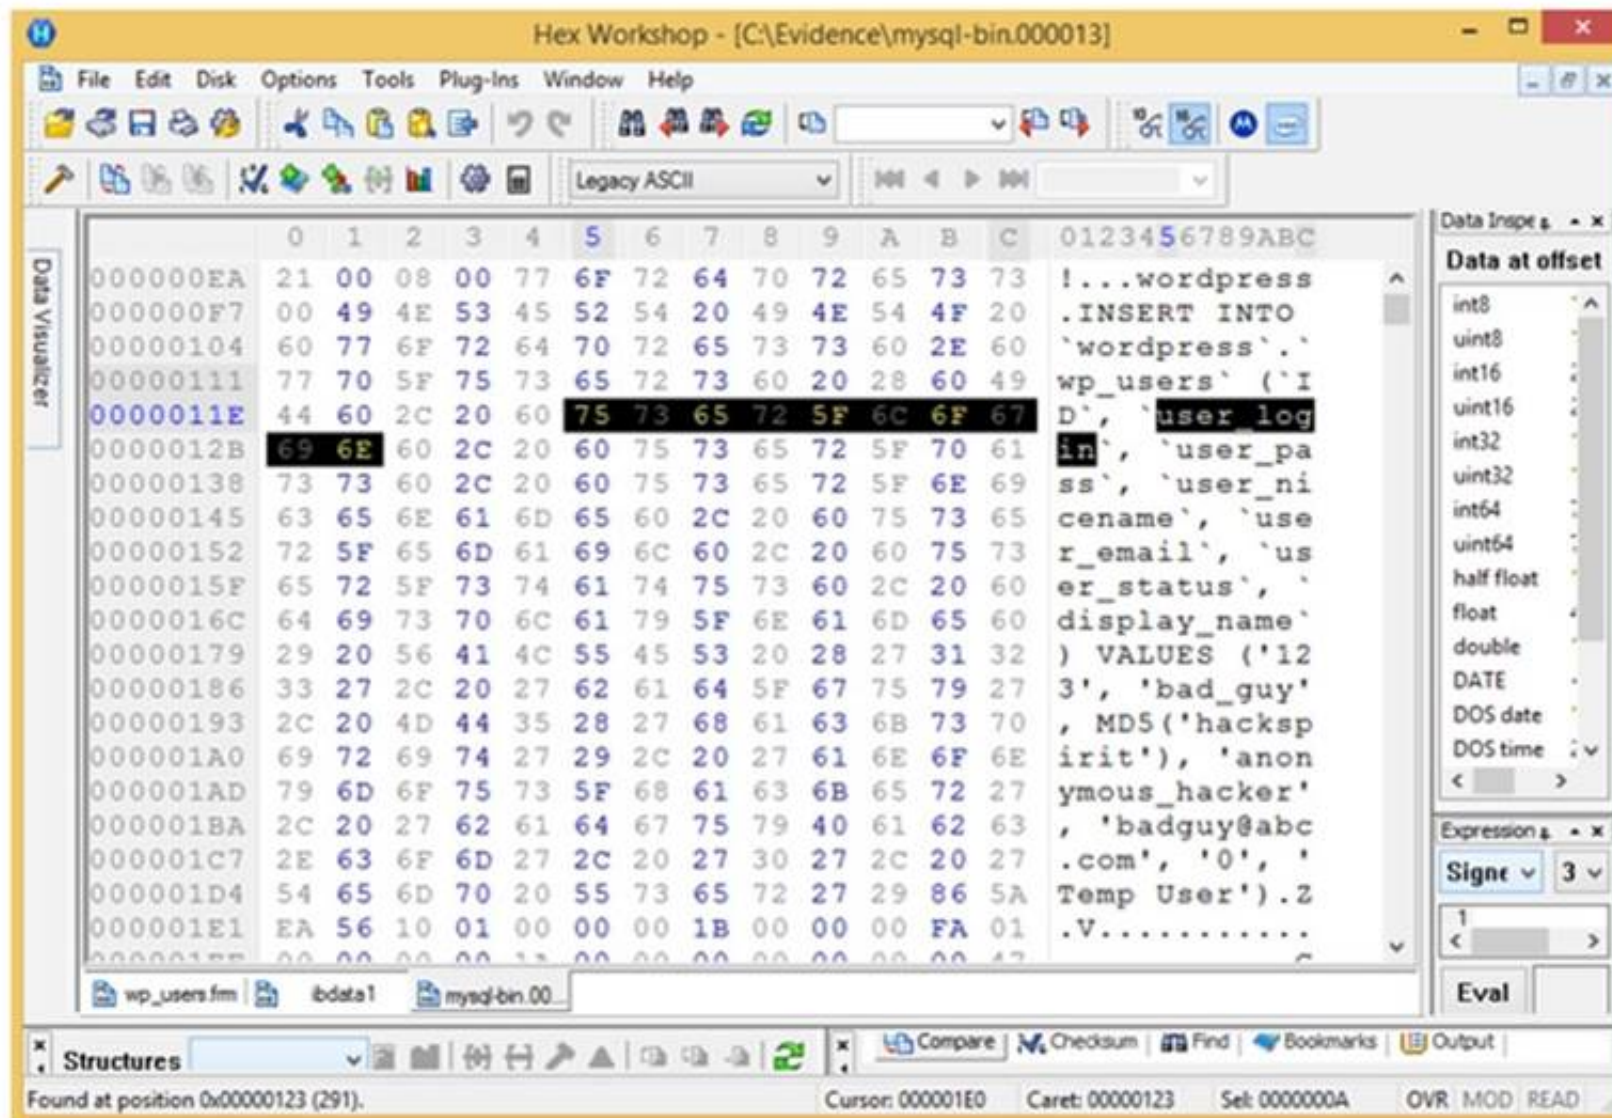 Hex Workshop - [C:\Evidence\mysql-bin.000013]
File Edit Disk Options Tools Plug-Ins Window Help
Legacy ASCII
Data Visualizer
0 1 2 3 4 5 6 7 8 9 A B C 0123456789ABC
000000EA 21 00 08 00 77 6F 72 64 70 72 65 73 73 !...wordpress
000000F7 00 49 4E 53 45 52 54 20 49 4E 54 4F 20 .INSERT INTO
00000104 60 77 6F 72 64 70 72 65 73 73 60 2E 60 `wordpress`.`
00000111 77 70 5F 75 73 65 72 73 60 20 28 60 49 wp_users` (`I
0000011E 44 60 2C 20 60 75 73 65 72 5F 6C 6F 67 D`, `user_log
0000012B 69 6E 60 2C 20 60 75 73 65 72 5F 70 61 in`, `user_pa
00000138 73 73 60 2C 20 60 75 73 65 72 5F 6E 69 ss`, `user_ni
00000145 63 65 6E 61 6D 65 60 2C 20 60 75 73 65 cename`, `use
00000152 72 5F 65 6D 61 69 6C 60 2C 20 60 75 73 r_email`, `us
0000015F 65 72 5F 73 74 61 74 75 73 60 2C 20 60 er_status`, `
0000016C 64 69 73 70 6C 61 79 5F 6E 61 6D 65 60 display_name`
00000179 29 20 56 41 4C 55 45 53 20 28 27 31 32 ) VALUES ('12
00000186 33 27 2C 20 27 62 61 64 5F 67 75 79 27 3', 'bad_guy'
00000193 2C 20 4D 44 35 28 27 68 61 63 6B 73 70 , MD5('hacksp
000001A0 69 72 69 74 27 29 2C 20 27 61 6E 6F 6E irit'), 'anon
000001AD 79 6D 6F 75 73 5F 68 61 63 6B 65 72 27 ymous_hacker'
000001BA 2C 20 27 62 61 64 67 75 79 40 61 62 63 , 'badguy@abc
000001C7 2E 63 6F 6D 27 2C 20 27 30 27 2C 20 27 .com', '0', '
000001D4 54 65 6D 70 20 55 73 65 72 27 29 86 5A Temp User').Z
000001E1 EA 56 10 01 00 00 00 1B 00 00 00 FA 01 .V...........
Data Inspe
Data at offset
int8
uint8
int16
uint16
int32
uint32
int64
uint64
half float
float
double
DATE
DOS date
DOS time
Expression
Signe 3
1
Eval
wp_users.frm ibdata1 mysql-bin.00...
Structures
Compare Checksum Find Bookmarks Output
Found at position 0x00000123 (291). Cursor: 000001E0 Caret: 00000123 Sel: 0000000A OVR MOD READ